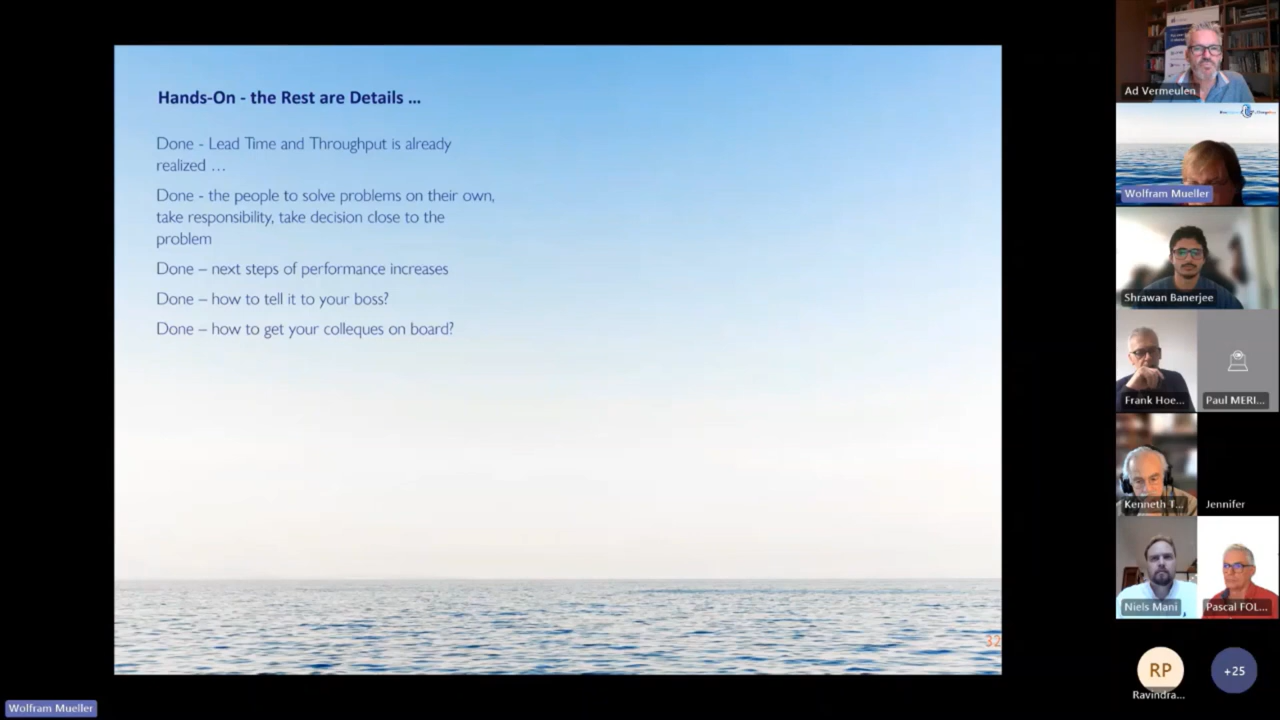 Hands-On - the Rest are Details ...
Done - Lead Time and Throughput is already
realized ...
Done - the people to solve problems on their own,
take responsibility, take decision close to the
problem
Done – next steps of performance increases
Done – how to tell it to your boss?
Done – how to get your colleques on board?
32
Ad Vermeulen
Wolfram Mueller
Shrawan Banerjee
Frank Hoe...
Paul MERI...
Kenneth T...
Jennifer
Niels Mani
Pascal FOL...
RP
Ravindra...
+25
Wolfram Mueller